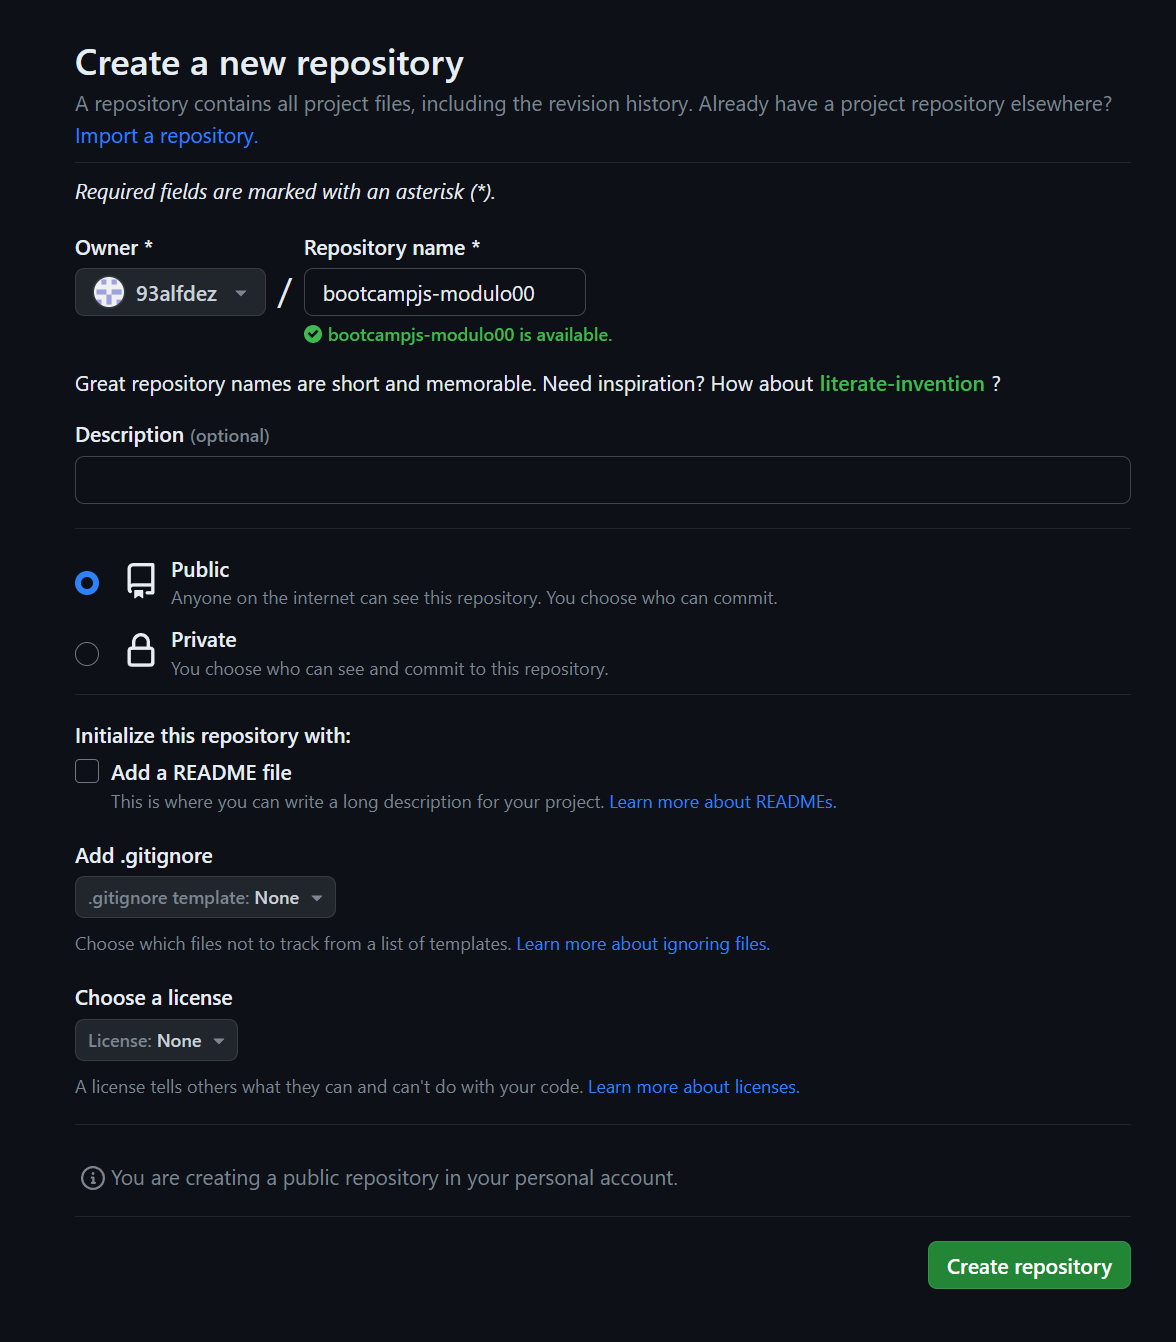 Create a new repository
A repository contains all project files, including the revision history. Already have a project repository elsewhere?
Import a repository.
Required fields are marked with an asterisk (*).
Owner * Repository name *
93alfdez / bootcampjs-modulo00
bootcampjs-modulo00 is available.
Great repository names are short and memorable. Need inspiration? How about literate-invention ?
Description (optional)
Public
Anyone on the internet can see this repository. You choose who can commit.
Private
You choose who can see and commit to this repository.
Initialize this repository with:
Add a README file
This is where you can write a long description for your project. Learn more about READMEs.
Add .gitignore
.gitignore template: None
Choose which files not to track from a list of templates. Learn more about ignoring files.
Choose a license
License: None
A license tells others what they can and can't do with your code. Learn more about licenses.
You are creating a public repository in your personal account.
Create repository